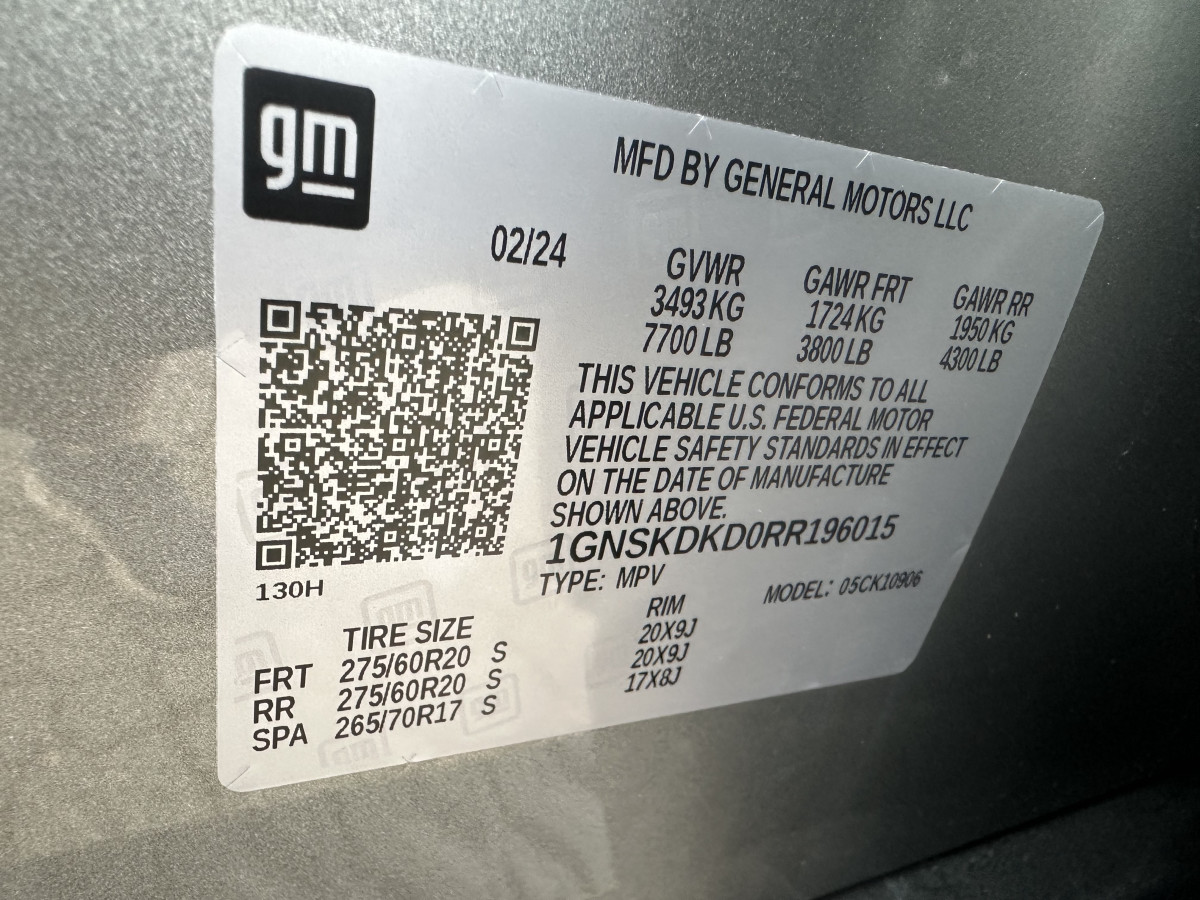 gm
MFD BY GENERAL MOTORS LLC
02/24
GVWR GAWR FRT GAWR RR
3493 KG 1724 KG 1950 KG
7700 LB 3800 LB 4300 LB
THIS VEHICLE CONFORMS TO ALL
APPLICABLE U.S. FEDERAL MOTOR
VEHICLE SAFETY STANDARDS IN EFFECT
ON THE DATE OF MANUFACTURE
SHOWN ABOVE.
1GNSKDKD0RR196015
TYPE: MPV MODEL: 05CK10906
130H
TIRE SIZE RIM
FRT 275/60R20 S 20X9J
RR 275/60R20 S 20X9J
SPA 265/70R17 S 17X8J